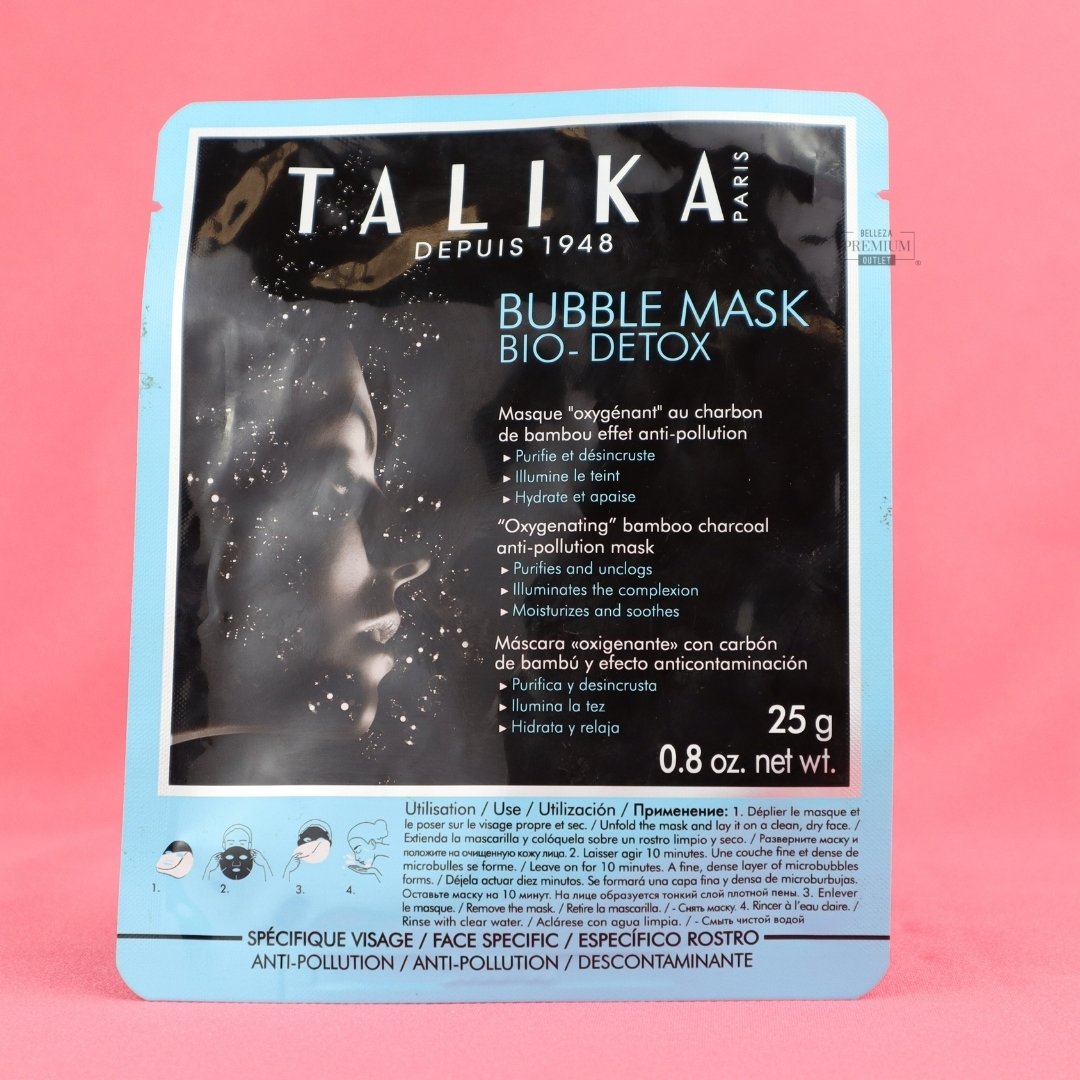 TALIKA
PARIS
DEPUIS 1948
BELLEZA
PREMIUM
OUTLET
®
BUBBLE MASK
BIO-DETOX
Masque "oxygénant" au charbon
de bambou effet anti-pollution
▸ Purifie et désincruste
▸ Illumine le teint
▸ Hydrate et apaise
“Oxygenating” bamboo charcoal
anti-pollution mask
▸ Purifies and unclogs
▸ Illuminates the complexion
▸ Moisturizes and soothes
Máscara «oxigenante» con carbón
de bambú y efecto anticontaminación
▸ Purifica y desincrusta
▸ Ilumina la tez
▸ Hidrata y relaja
25 g
0.8 oz. net wt.
Utilisation / Use / Utilización / Применение: 1. Déplier le masque et
le poser sur le visage propre et sec. / Unfold the mask and lay it on a clean, dry face. /
Extienda la mascarilla y colóquela sobre un rostro limpio y seco. / Разверните маску и
положите на очищенную кожу лица. 2. Laisser agir 10 minutes. Une couche fine et dense de
microbulles se forme. / Leave on for 10 minutes. A fine, dense layer of microbubbles
forms. / Déjela actuar diez minutos. Se formará una capa fina y densa de microburbujas.
Оставьте маску на 10 минут. На лице образуется тонкий слой плотной пены. 3. Enlever
le masque. / Remove the mask. / Retire la mascarilla. / - Снять маску. 4. Rincer à l'eau claire. /
Rinse with clear water. / Aclárese con agua limpia. / - Смыть чистой водой
1. 2. 3. 4.
SPÉCIFIQUE VISAGE / FACE SPECIFIC / ESPECÍFICO ROSTRO
ANTI-POLLUTION / ANTI-POLLUTION / DESCONTAMINANTE